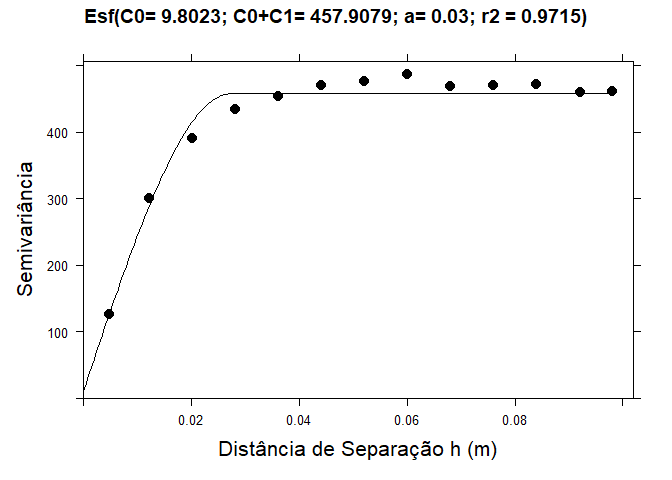 Esf(C0= 9.8023; C0+C1= 457.9079; a= 0.03; r2 = 0.9715)
Semivariância
400
300
200
100
0.02 0.04 0.06 0.08
Distância de Separação h (m)